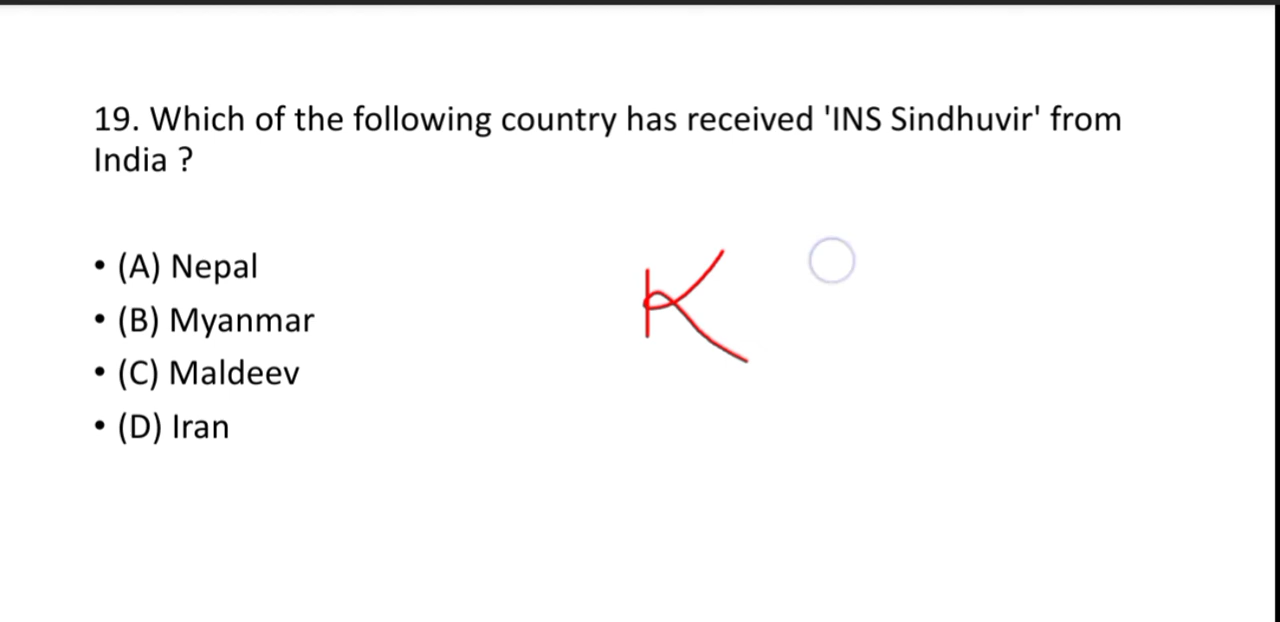 19. Which of the following country has received 'INS Sindhuvir' from
India ?
• (A) Nepal
• (B) Myanmar
• (C) Maldeev
• (D) Iran
K